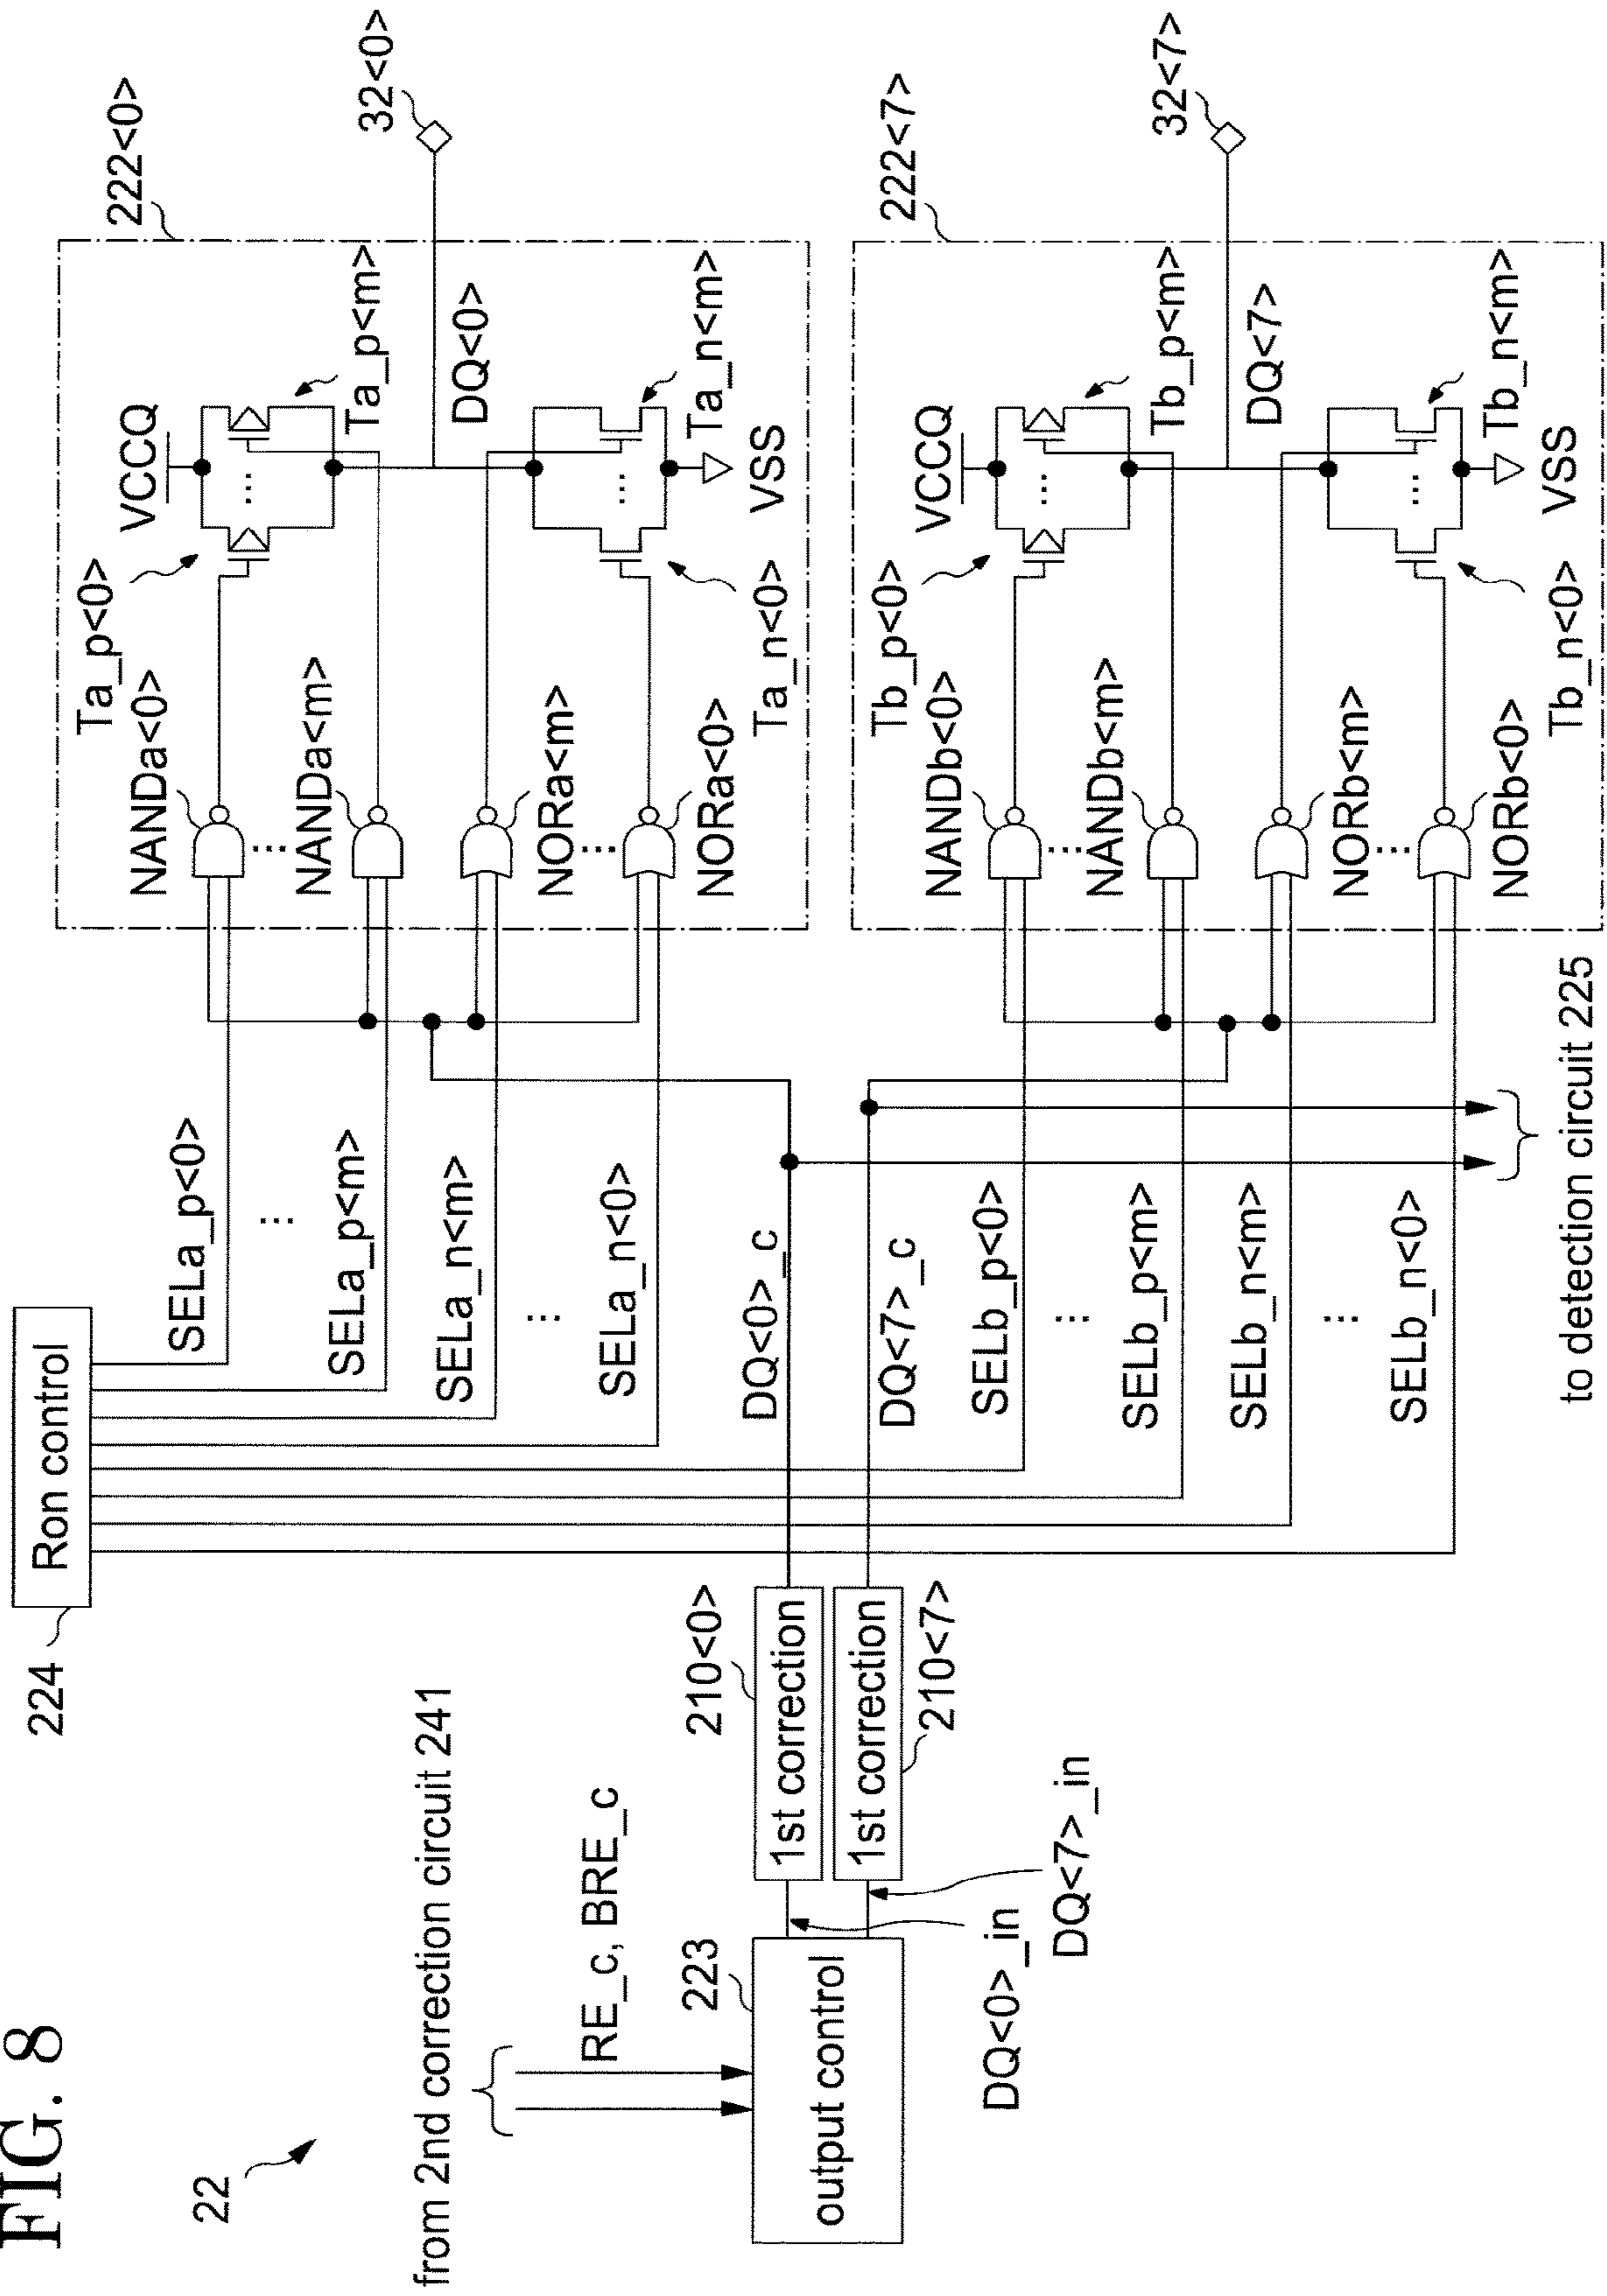 FIG. 8
22
224
Ron control
from 2nd correction circuit 241
RE_c, BRE_c
223
output control
DQ<0>_in
DQ<7>_in
210<0>
1st correction
1st correction
210<7>
SELa_p<0>
...
SELa_p<m>
SELa_n<m>
...
SELa_n<0>
DQ<0>_c
DQ<7>_c
SELb_p<0>
...
SELb_p<m>
SELb_n<m>
...
SELb_n<0>
to detection circuit 225
222<0>
NANDa<0>
...
NANDa<m>
NORa<m>
...
NORa<0>
Ta_p<0>
VCCQ
...
Ta_p<m>
DQ<0>
32<0>
Ta_n<0>
...
Ta_n<m>
VSS
222<7>
NANDb<0>
...
NANDb<m>
NORb<m>
...
NORb<0>
Tb_p<0>
VCCQ
...
Tb_p<m>
DQ<7>
32<7>
Tb_n<0>
...
Tb_n<m>
VSS